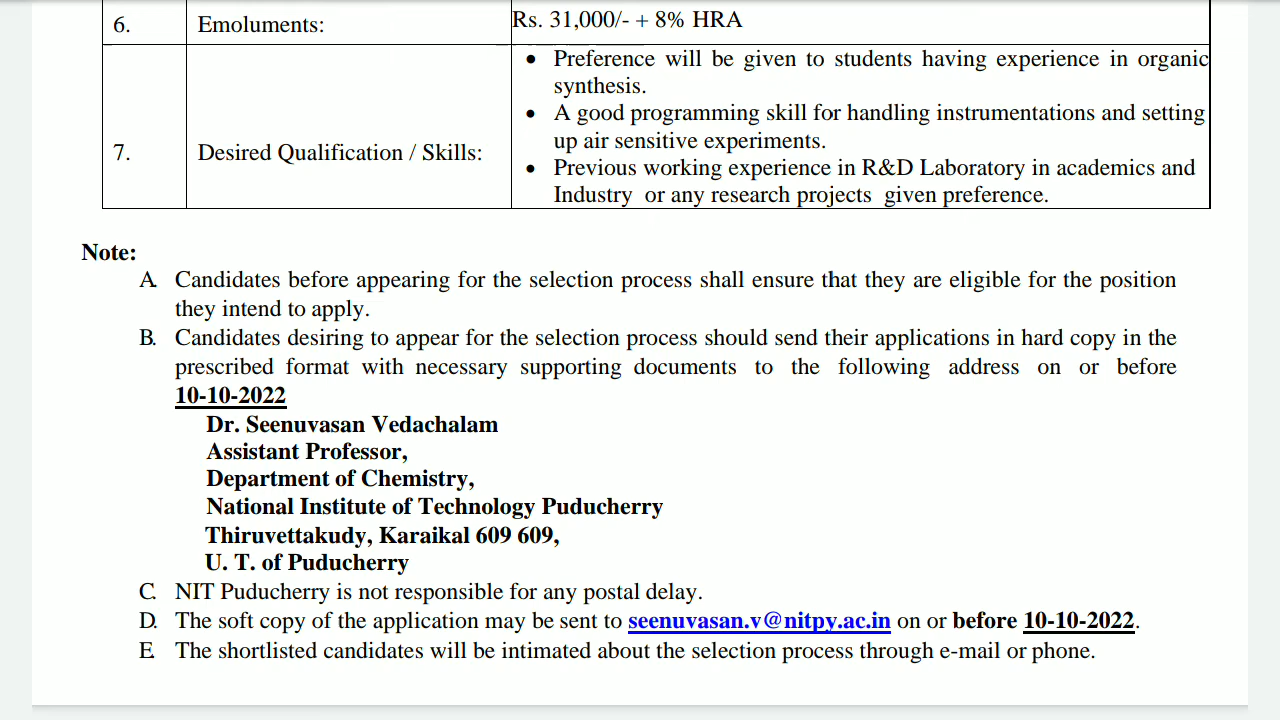 6. Emoluments: Rs. 31,000/- + 8% HRA
• Preference will be given to students having experience in organic
synthesis.
• A good programming skill for handling instrumentations and setting
up air sensitive experiments.
7. Desired Qualification / Skills:
• Previous working experience in R&D Laboratory in academics and
Industry or any research projects given preference.
Note:
A. Candidates before appearing for the selection process shall ensure that they are eligible for the position
they intend to apply.
B. Candidates desiring to appear for the selection process should send their applications in hard copy in the
prescribed format with necessary supporting documents to the following address on or before
10-10-2022
Dr. Seenuvasan Vedachalam
Assistant Professor,
Department of Chemistry,
National Institute of Technology Puducherry
Thiruvettakudy, Karaikal 609 609,
U. T. of Puducherry
C. NIT Puducherry is not responsible for any postal delay.
D. The soft copy of the application may be sent to seenuvasan.v@nitpy.ac.in on or before 10-10-2022.
E. The shortlisted candidates will be intimated about the selection process through e-mail or phone.